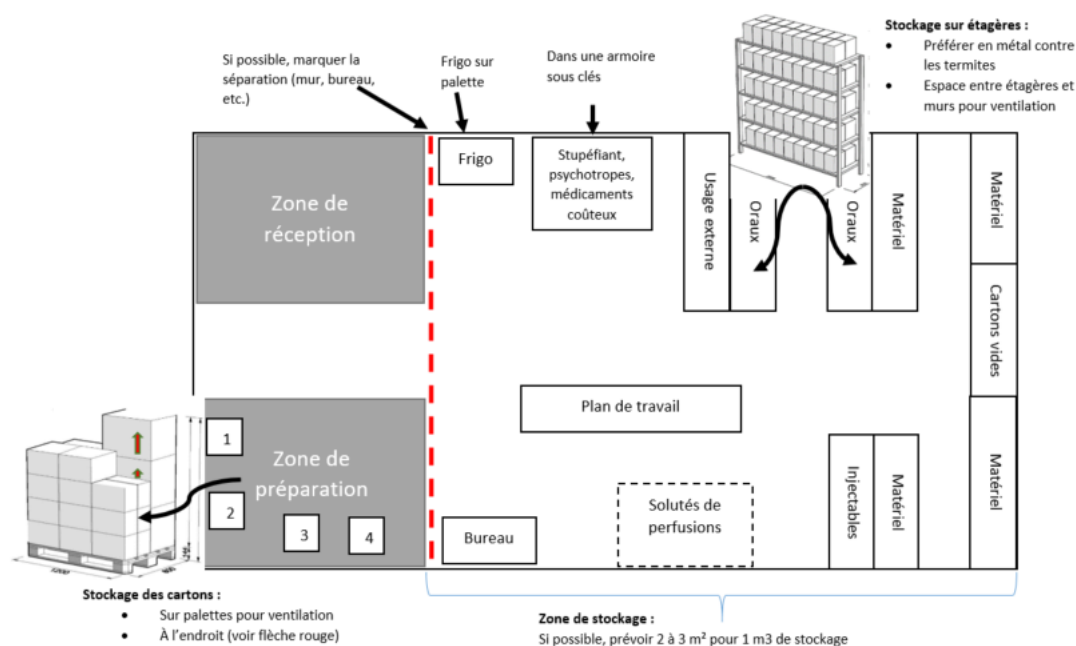 Si possible, marquer la
séparation (mur, bureau,
etc.)
Frigo sur
palette
Dans une armoire
sous clés
Stockage sur étagères :
• Préférer en métal contre
les termites
• Espace entre étagères et
murs pour ventilation
Zone de
réception
Frigo
Stupéfiant,
psychotropes,
médicaments
coûteux
Usage externe
Oraux
Oraux
Matériel
Matériel
Cartons vides
Matériel
Plan de travail
Zone de
préparation
1
2
3
4
Bureau
Solutés de
perfusions
Injectables
Matériel
Stockage des cartons :
• Sur palettes pour ventilation
• À l'endroit (voir flèche rouge)
Zone de stockage :
Si possible, prévoir 2 à 3 m² pour 1 m3 de stockage